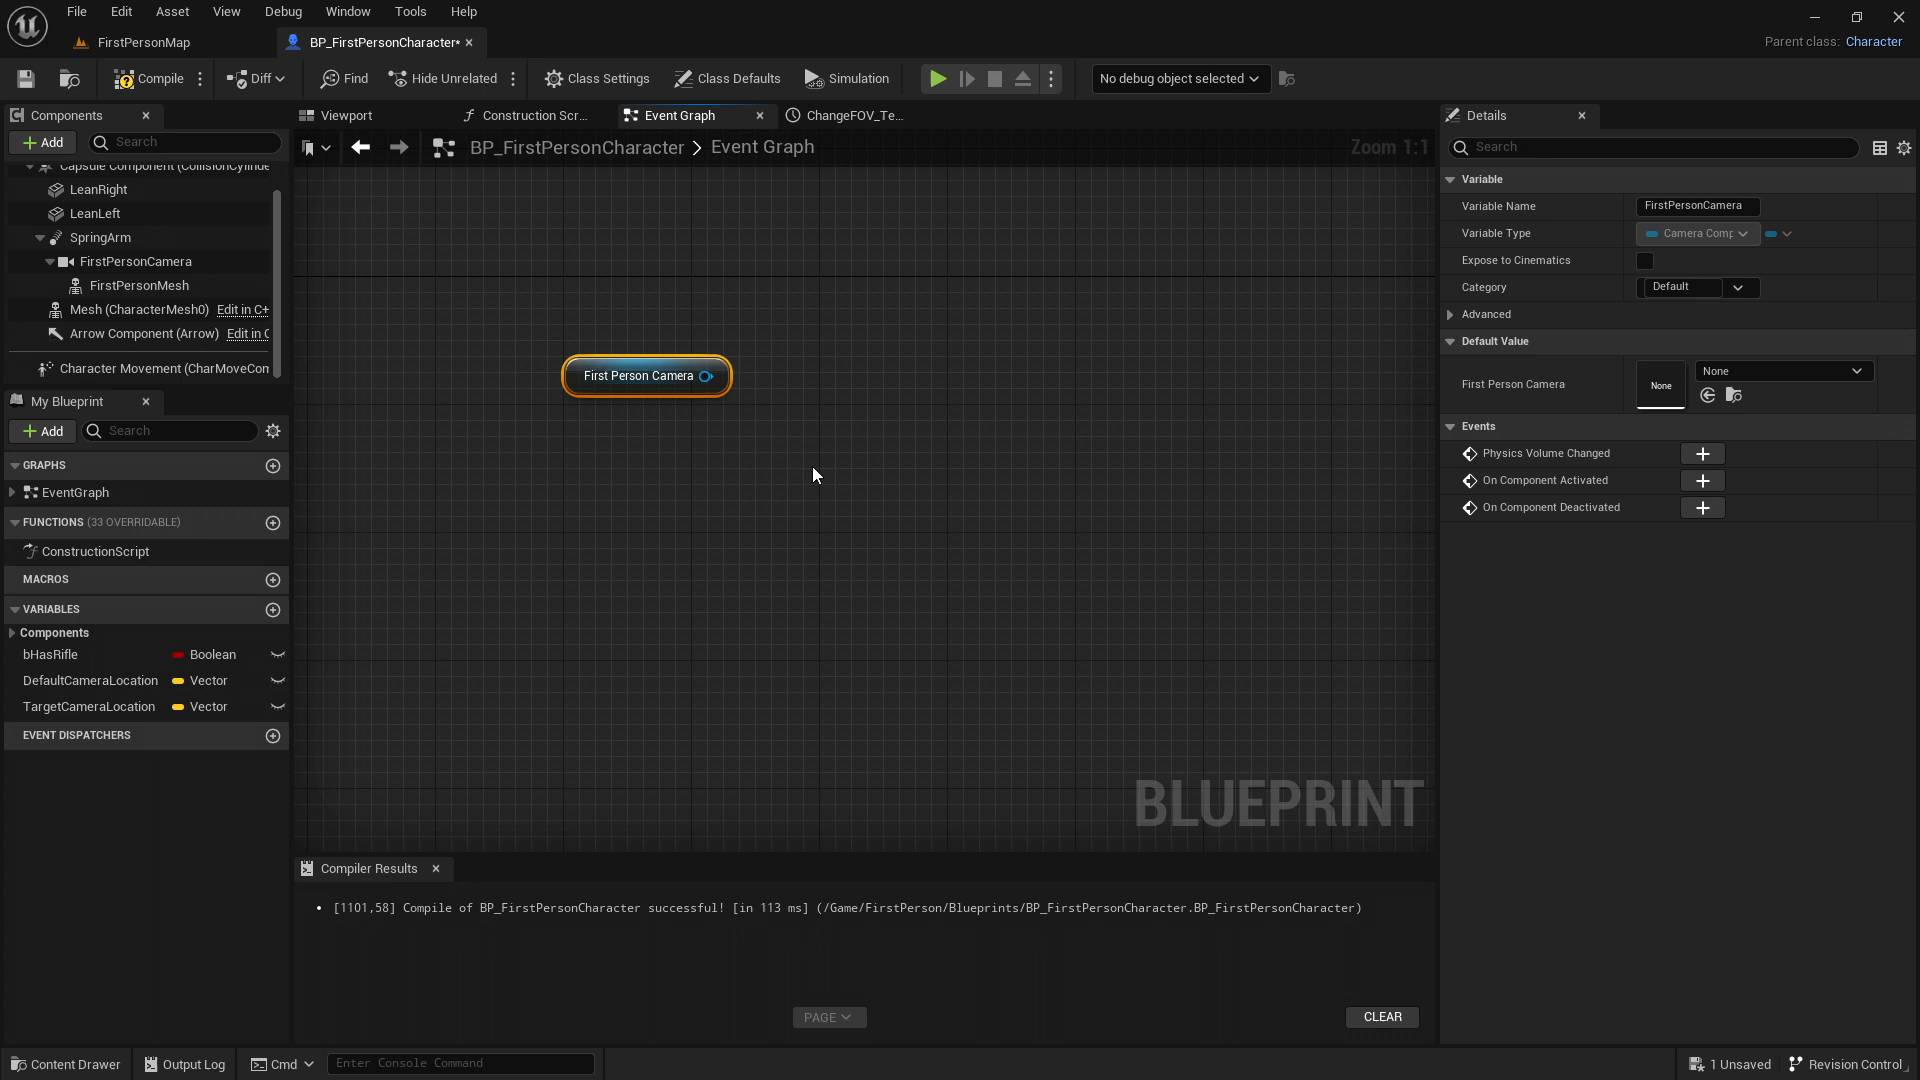 File Edit Asset View Debug Window Tools Help
FirstPersonMap
BP_FirstPersonCharacter*
Parent class: Character
Compile
Diff
Find
Hide Unrelated
Class Settings
Class Defaults
Simulation
No debug object selected
Components
Add
Search
Capsule Component (CollisionCylinde
LeanRight
LeanLeft
SpringArm
FirstPersonCamera
FirstPersonMesh
Mesh (CharacterMesh0) Edit in C+
Arrow Component (Arrow) Edit in C
Character Movement (CharMoveCon
My Blueprint
Add
Search
GRAPHS
EventGraph
FUNCTIONS (33 OVERRIDABLE)
ConstructionScript
MACROS
VARIABLES
Components
bHasRifle Boolean
DefaultCameraLocation Vector
TargetCameraLocation Vector
EVENT DISPATCHERS
Viewport
Construction Scr...
Event Graph
ChangeFOV_Te...
BP_FirstPersonCharacter > Event Graph
Zoom 1:1
First Person Camera
BLUEPRINT
Compiler Results
[1101,58] Compile of BP_FirstPersonCharacter successful! [in 113 ms] (/Game/FirstPerson/Blueprints/BP_FirstPersonCharacter.BP_FirstPersonCharacter)
PAGE
CLEAR
Details
Search
Variable
Variable Name FirstPersonCamera
Variable Type Camera Comp
Expose to Cinematics
Category Default
Advanced
Default Value
First Person Camera None None
Events
Physics Volume Changed
On Component Activated
On Component Deactivated
Content Drawer
Output Log
Cmd
Enter Console Command
1 Unsaved
Revision Control